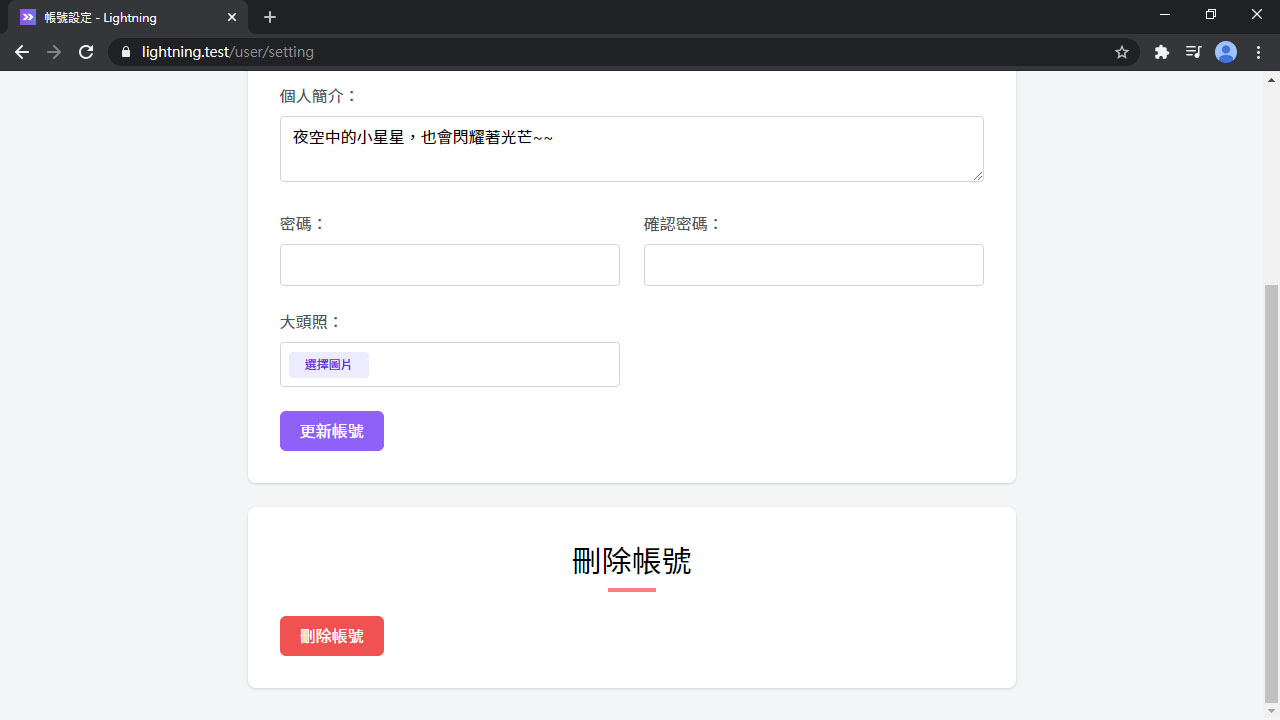 帳號設定 - Lightning
lightning.test/user/setting
個人簡介：
夜空中的小星星，也會閃耀著光芒~~
密碼： 確認密碼：
大頭照：
選擇圖片
更新帳號
刪除帳號
刪除帳號